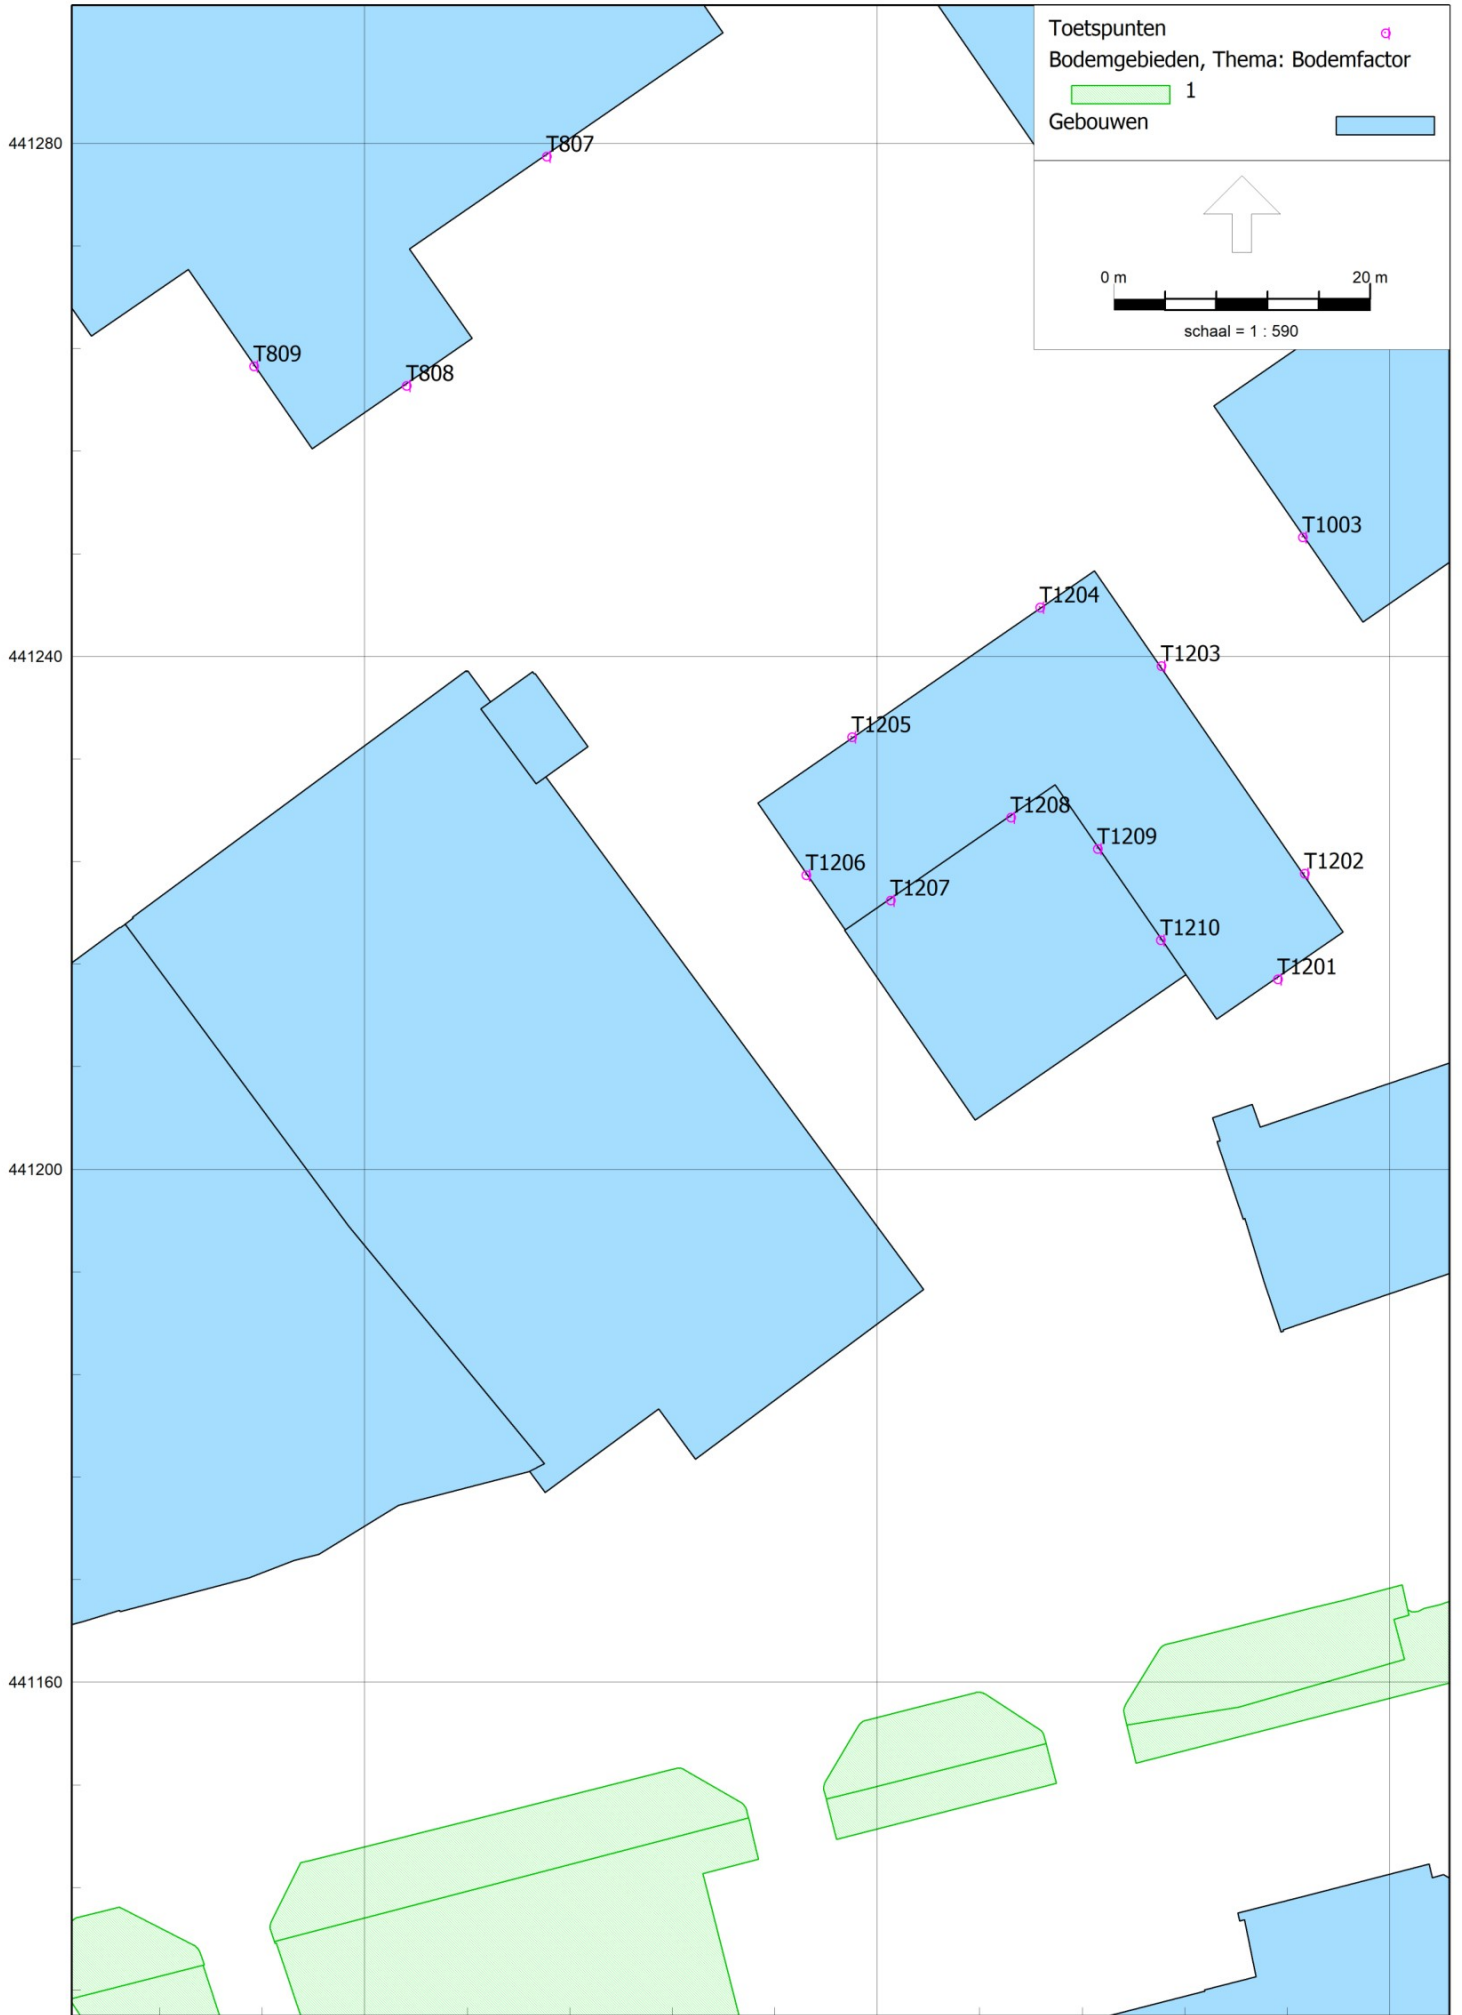 Toetspunten
Bodemgebieden, Thema: Bodemfactor
1
Gebouwen
0 m 20 m
schaal = 1 : 590
441280
T807
T809
T808
T1003
T1204
441240
T1203
T1205
T1208
T1209
T1206
T1202
T1207
T1210
T1201
441200
441160